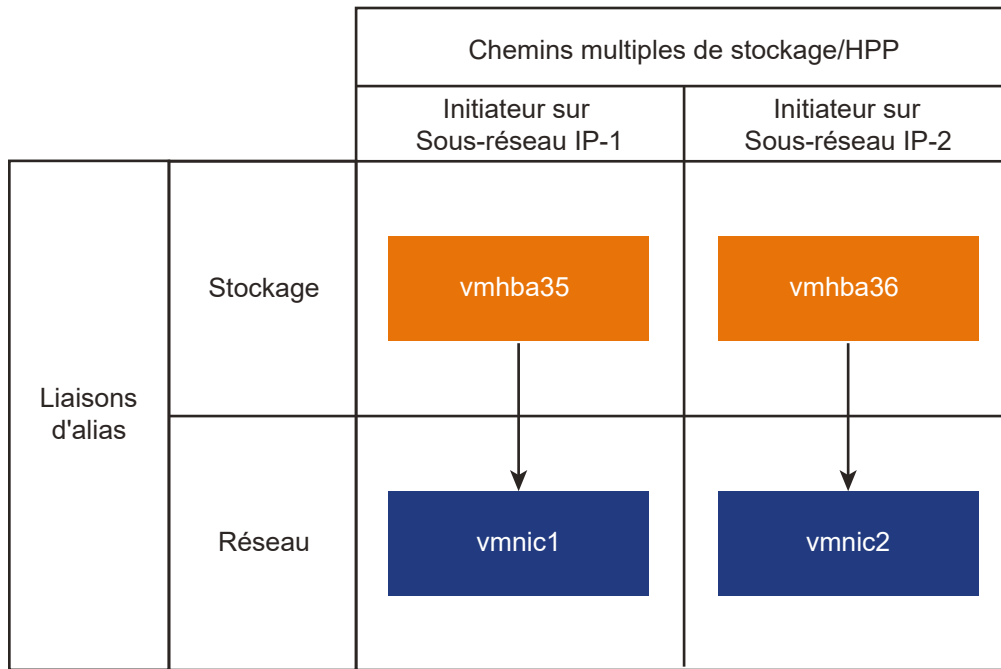 Chemins multiples de stockage/HPP
Initiateur sur
Sous-réseau IP-1
Initiateur sur
Sous-réseau IP-2
Liaisons
d'alias
Stockage
vmhba35
vmhba36
Réseau
vmnic1
vmnic2